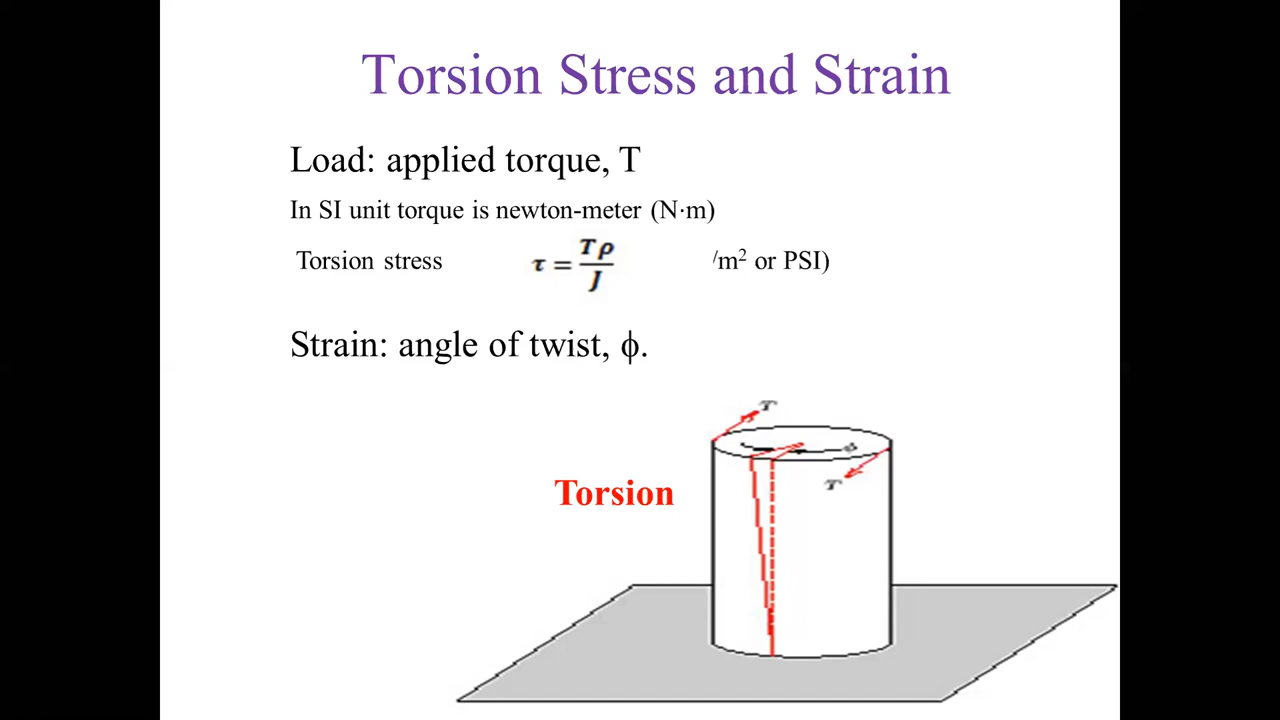 Torsion Stress and Strain
Load: applied torque, T
In SI unit torque is newton-meter (N·m)
Torsion stress τ = Tρ/J /m² or PSI)
Strain: angle of twist, ϕ.
T
ϕ
T
Torsion